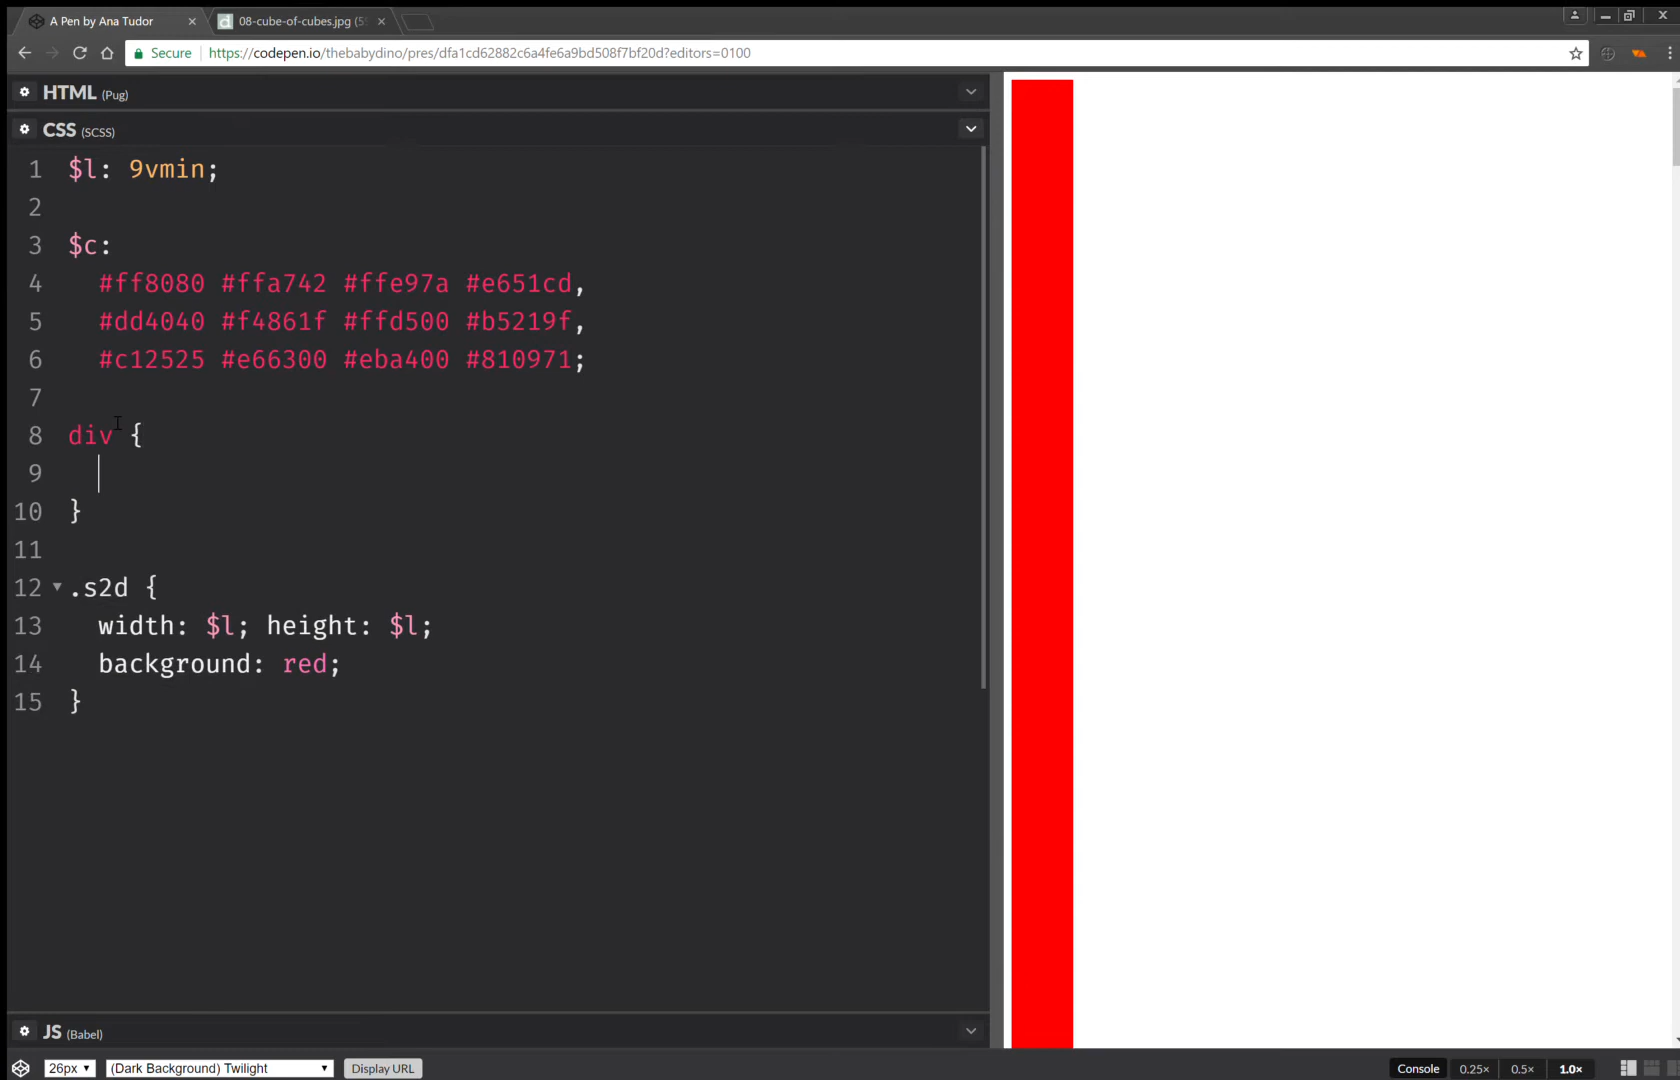 A Pen by Ana Tudor
08-cube-of-cubes.jpg (55
Secure
https://codepen.io/thebabydino/pres/dfa1cd62882c6a4fe6a9bd508f7bf20d?editors=0100
HTML (Pug)
CSS (SCSS)
1 $l: 9vmin;
2
3 $c:
4 #ff8080 #ffa742 #ffe97a #e651cd,
5 #dd4040 #f4861f #ffd500 #b5219f,
6 #c12525 #e66300 #eba400 #810971;
7
8 div {
9
10 }
11
12 .s2d {
13 width: $l; height: $l;
14 background: red;
15 }
JS (Babel)
26px (Dark Background) Twilight Display URL Console 0.25× 0.5× 1.0×